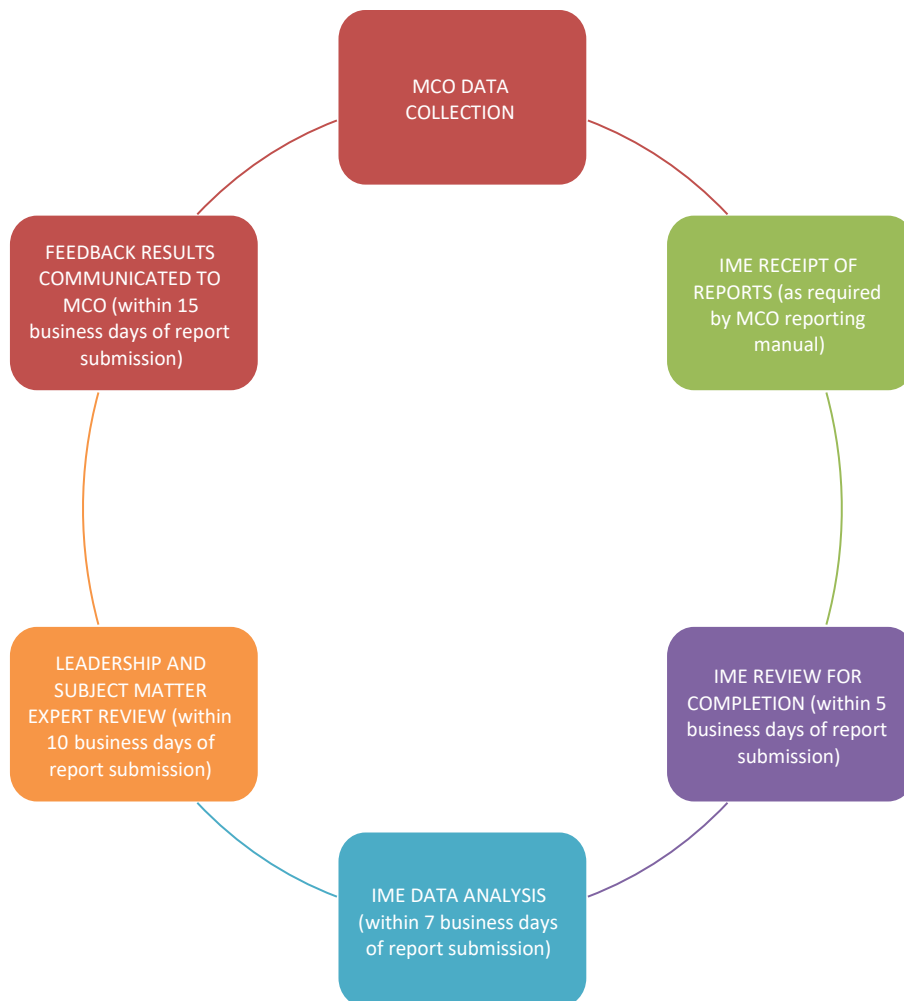 MCO DATA
COLLECTION
IME RECEIPT OF
REPORTS (as required
by MCO reporting
manual)
IME REVIEW FOR
COMPLETION (within 5
business days of report
submission)
IME DATA ANALYSIS
(within 7 business days
of report submission)
LEADERSHIP AND
SUBJECT MATTER
EXPERT REVIEW (within
10 business days of
report submission)
FEEDBACK RESULTS
COMMUNICATED TO
MCO (within 15
business days of report
submission)